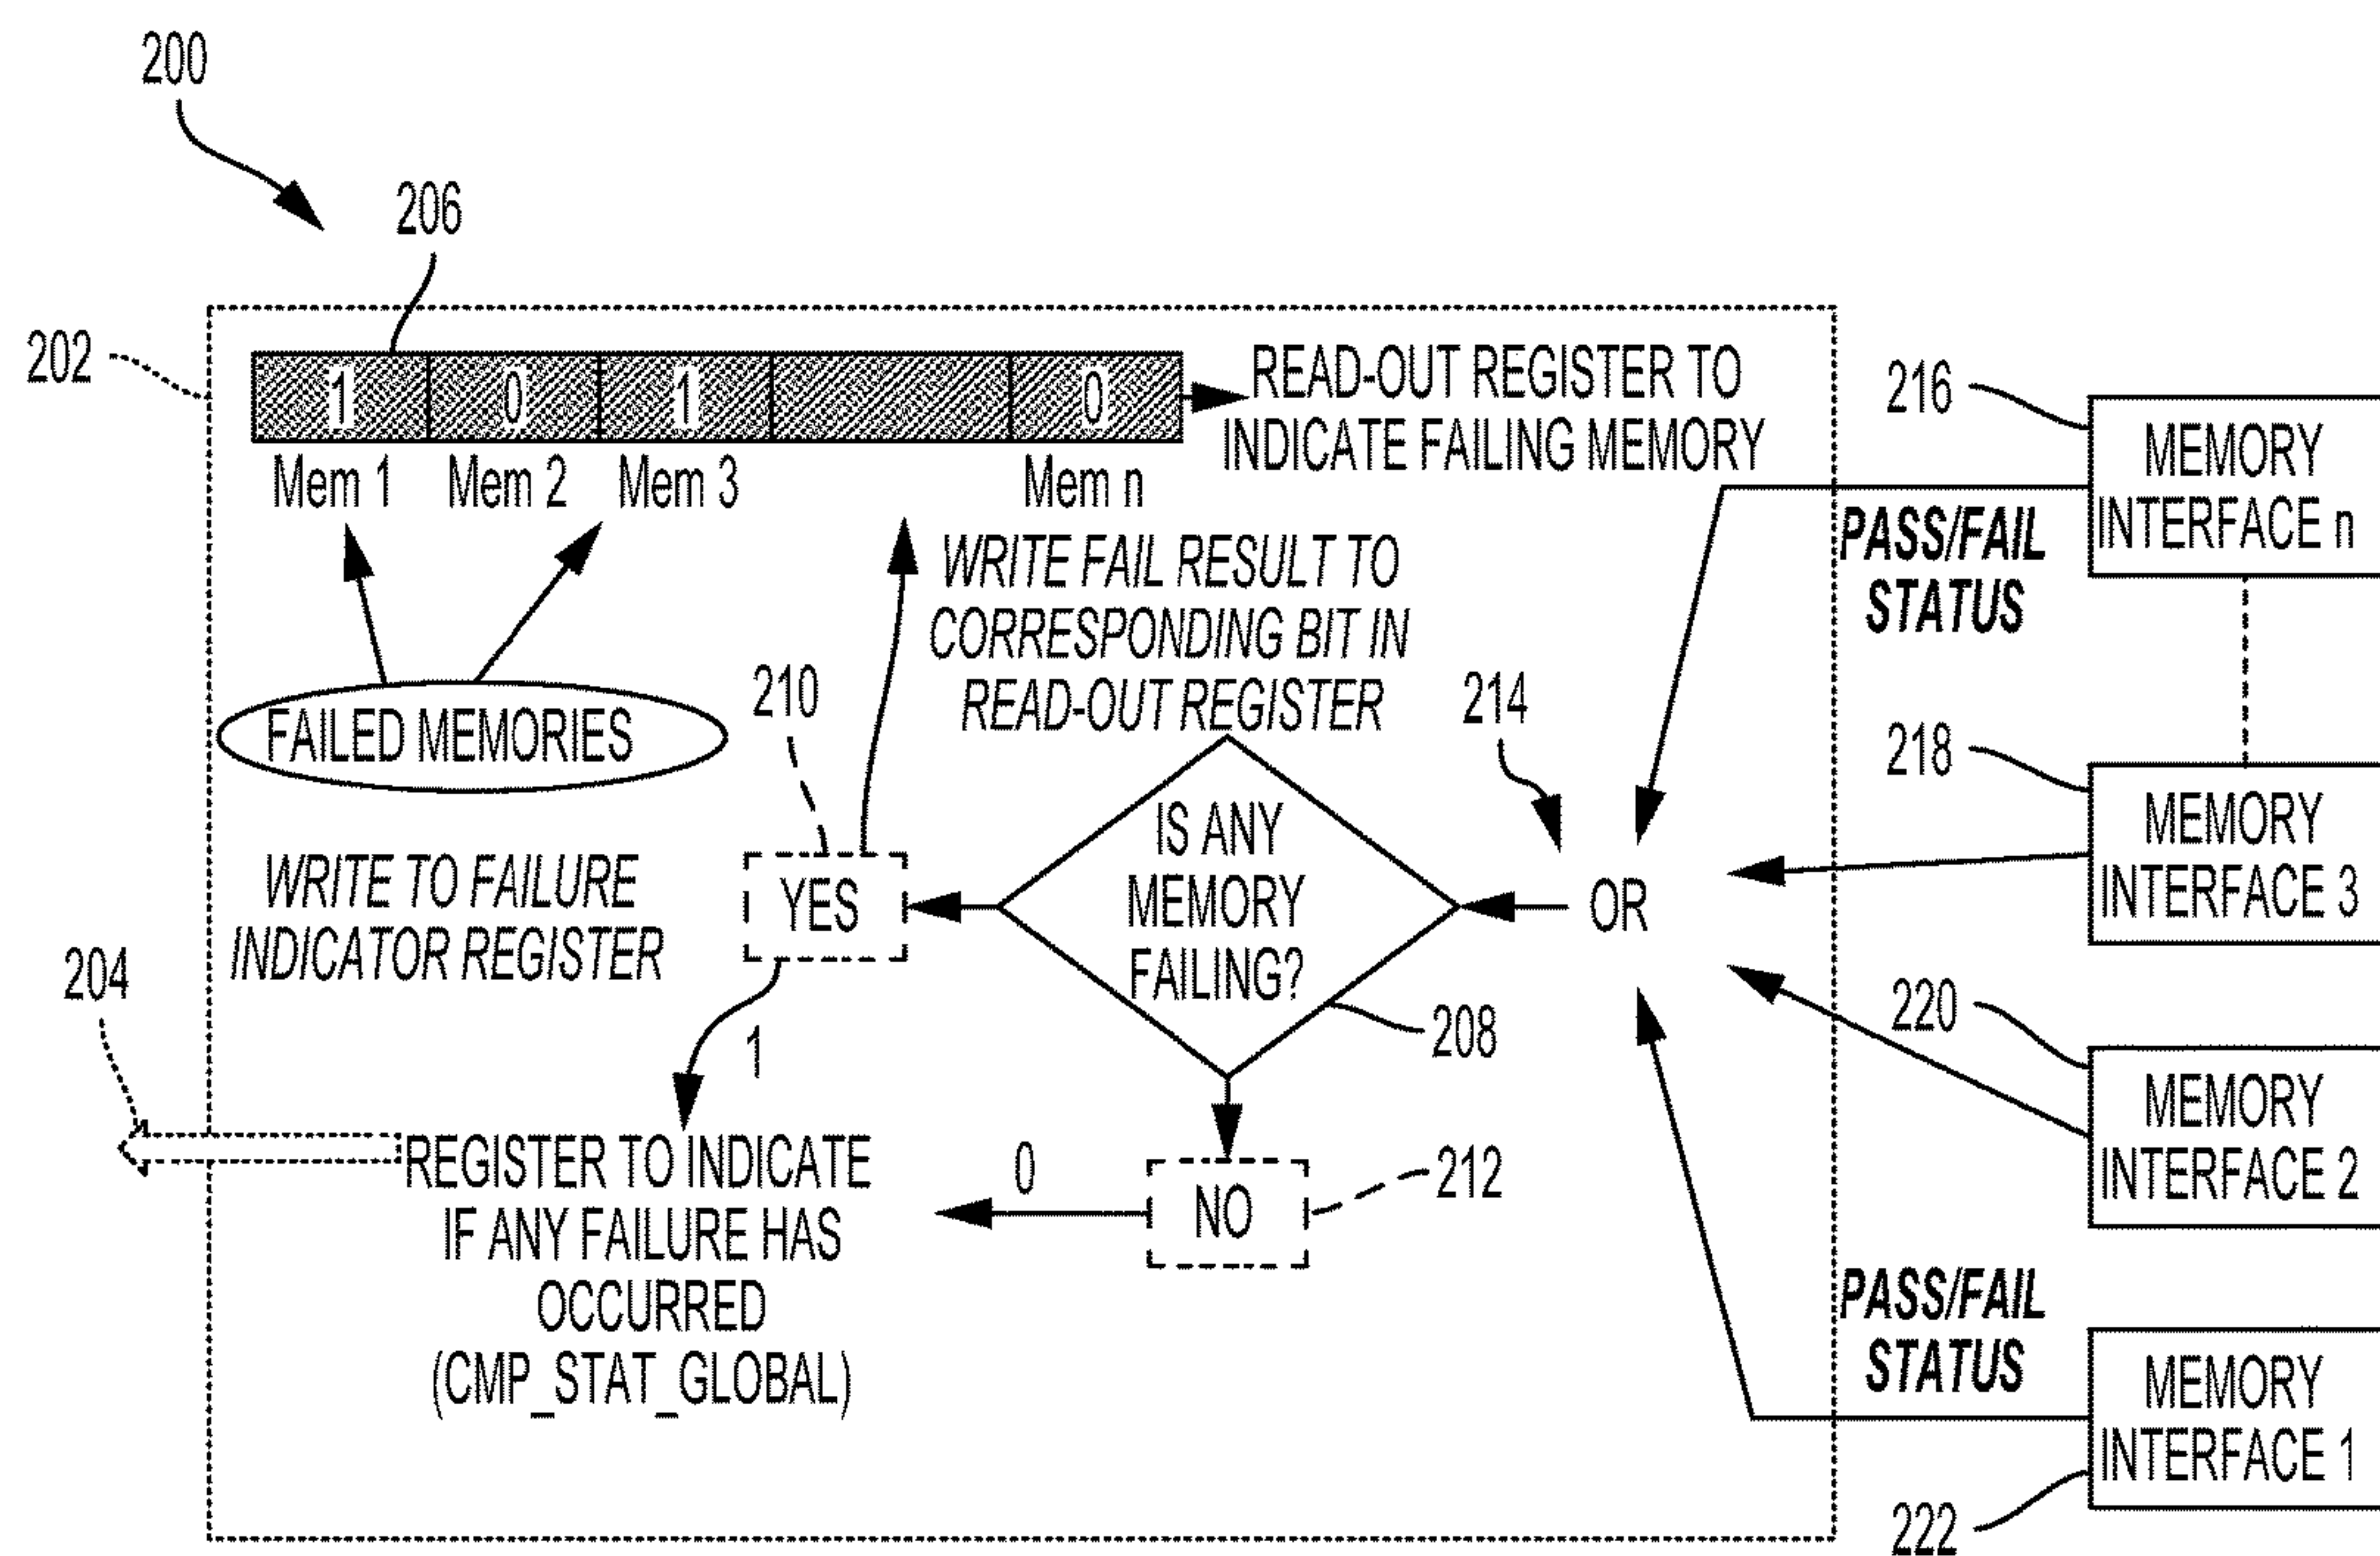 200
206
202
1 0 1 0
Mem 1 Mem 2 Mem 3 Mem n
READ-OUT REGISTER TO
INDICATE FAILING MEMORY
216
MEMORY
INTERFACE n
PASS/FAIL
STATUS
WRITE FAIL RESULT TO
CORRESPONDING BIT IN
READ-OUT REGISTER
FAILED MEMORIES
210
214
218
MEMORY
INTERFACE 3
WRITE TO FAILURE
INDICATOR REGISTER
YES
IS ANY
MEMORY
FAILING?
OR
204
208
220
MEMORY
INTERFACE 2
1
REGISTER TO INDICATE
IF ANY FAILURE HAS
OCCURRED
(CMP_STAT_GLOBAL)
0
NO
212
PASS/FAIL
STATUS
MEMORY
INTERFACE 1
222